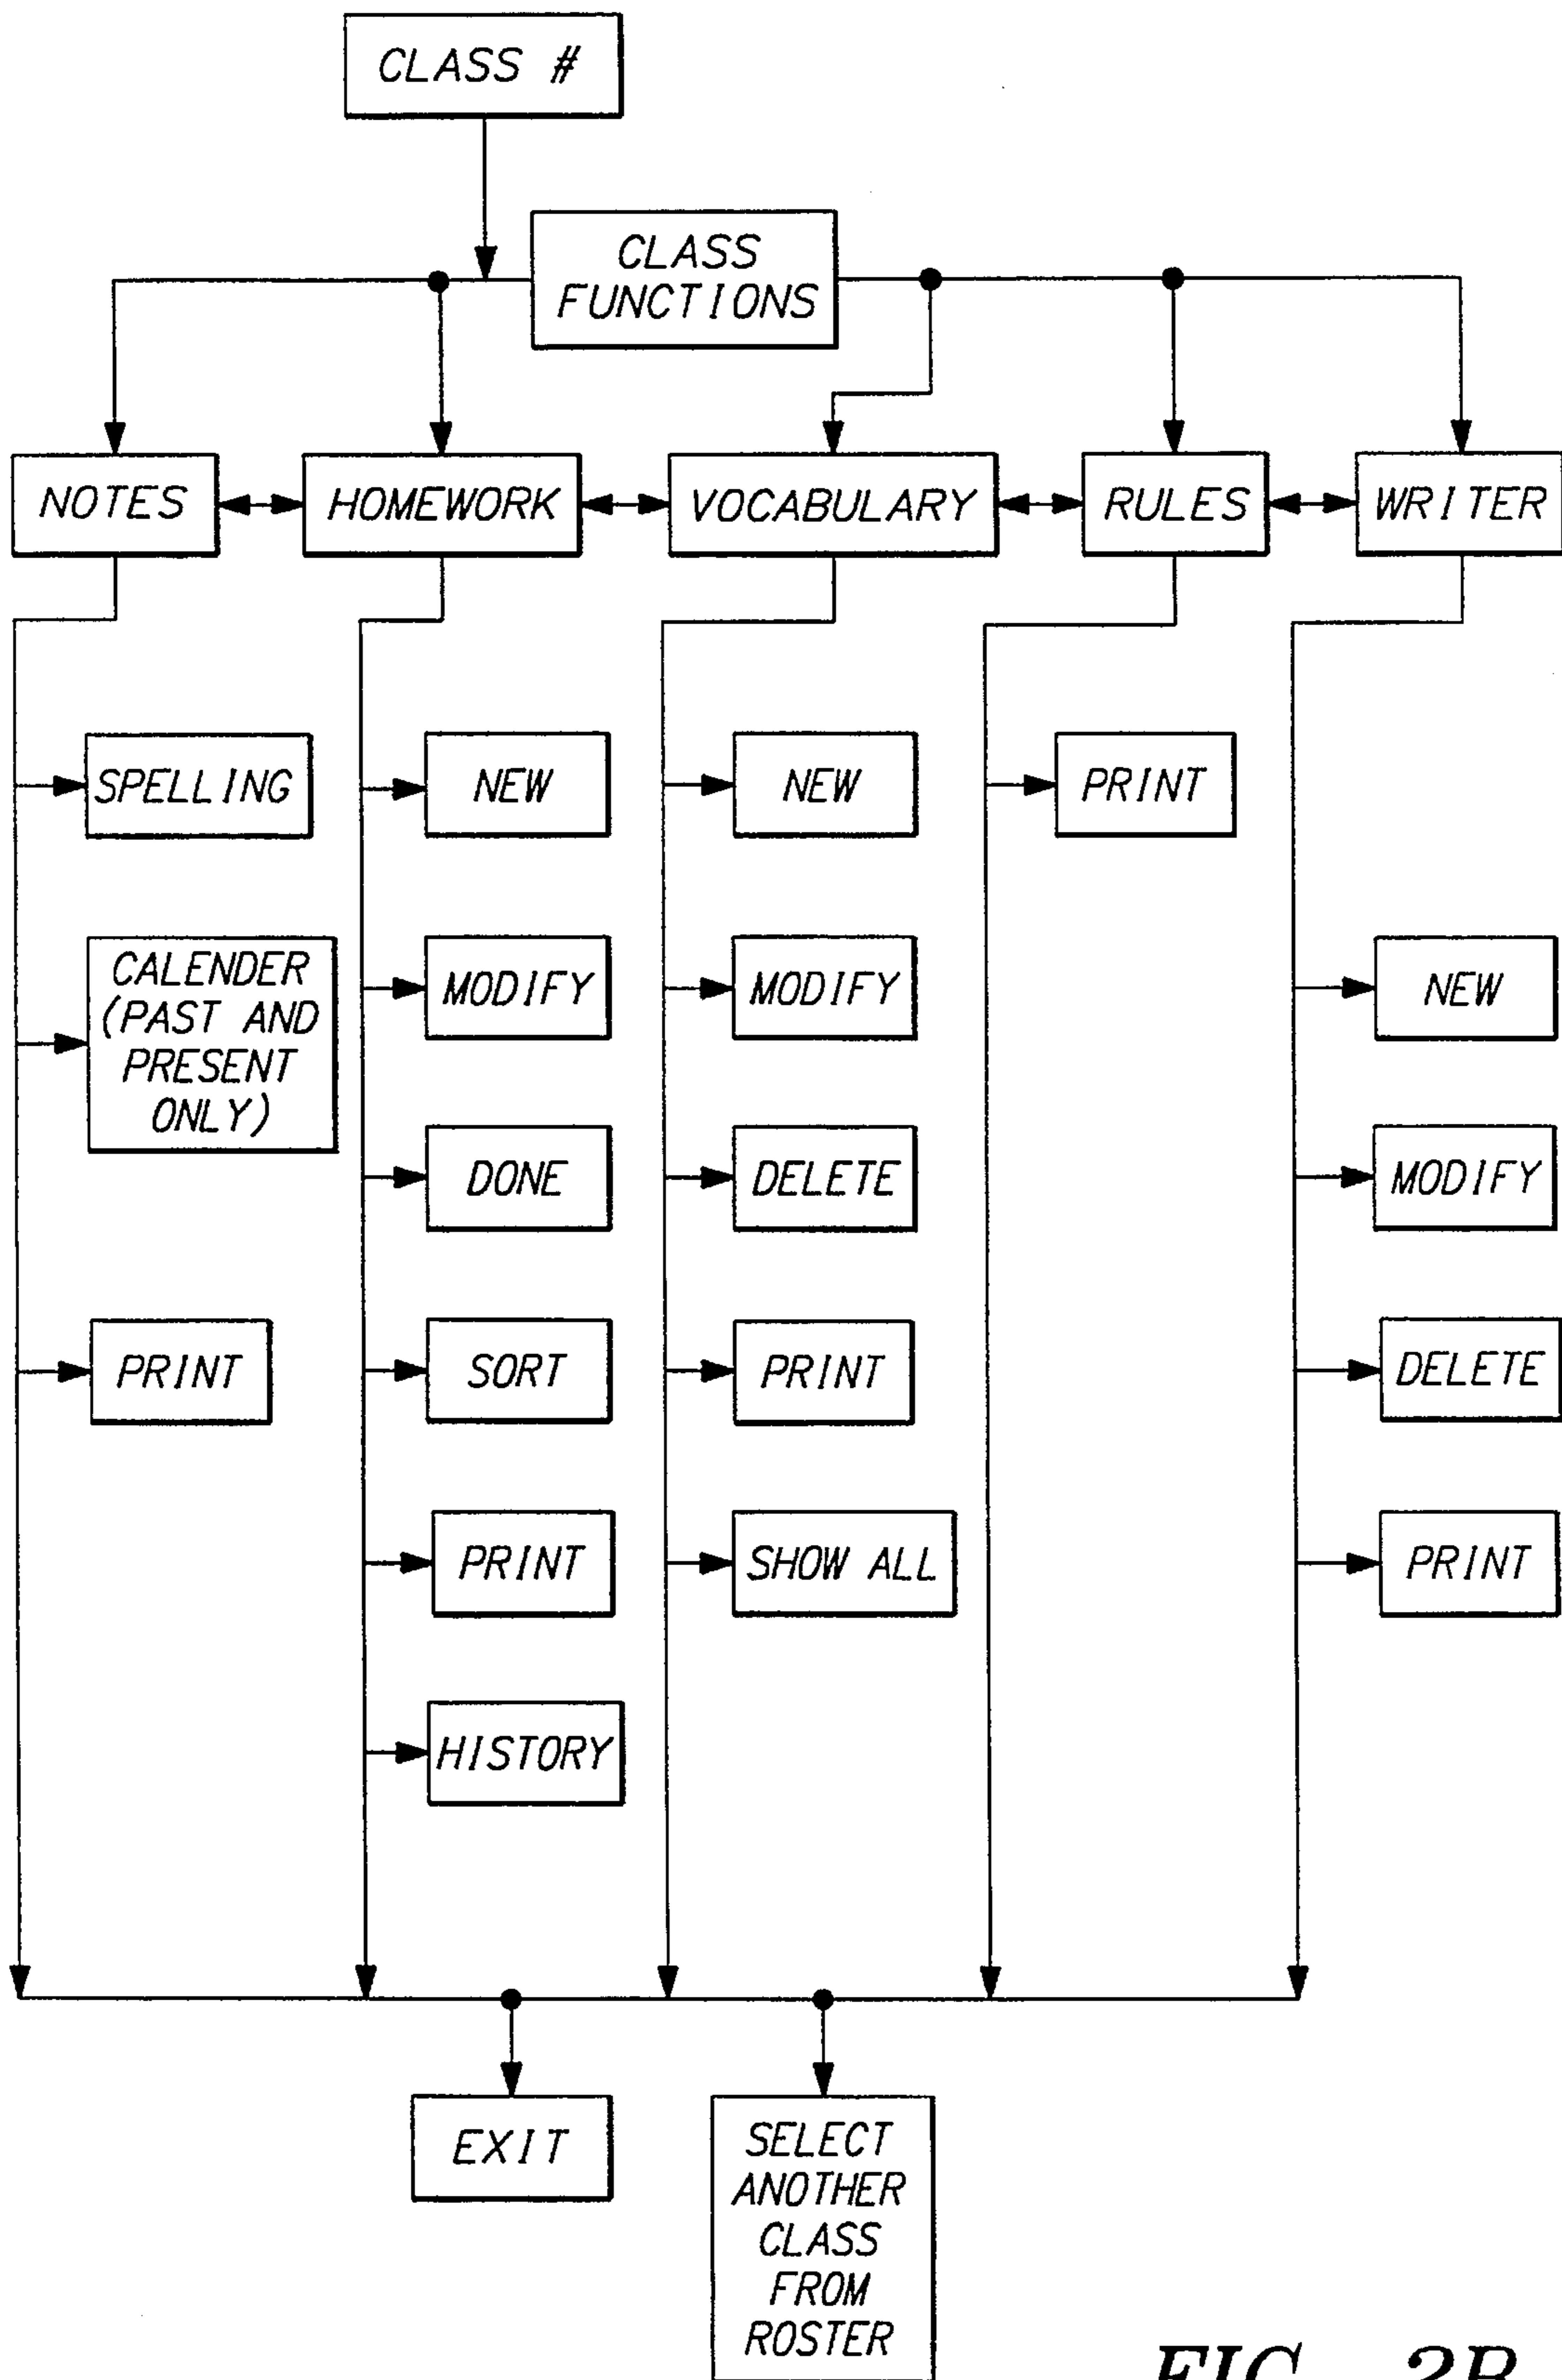 CLASS #
CLASS
FUNCTIONS
NOTES
HOMEWORK
VOCABULARY
RULES
WRITER
SPELLING
CALENDER
(PAST AND
PRESENT
ONLY)
PRINT
NEW
MODIFY
DONE
SORT
PRINT
HISTORY
NEW
MODIFY
DELETE
PRINT
SHOW ALL
PRINT
NEW
MODIFY
DELETE
PRINT
EXIT
SELECT
ANOTHER
CLASS
FROM
ROSTER